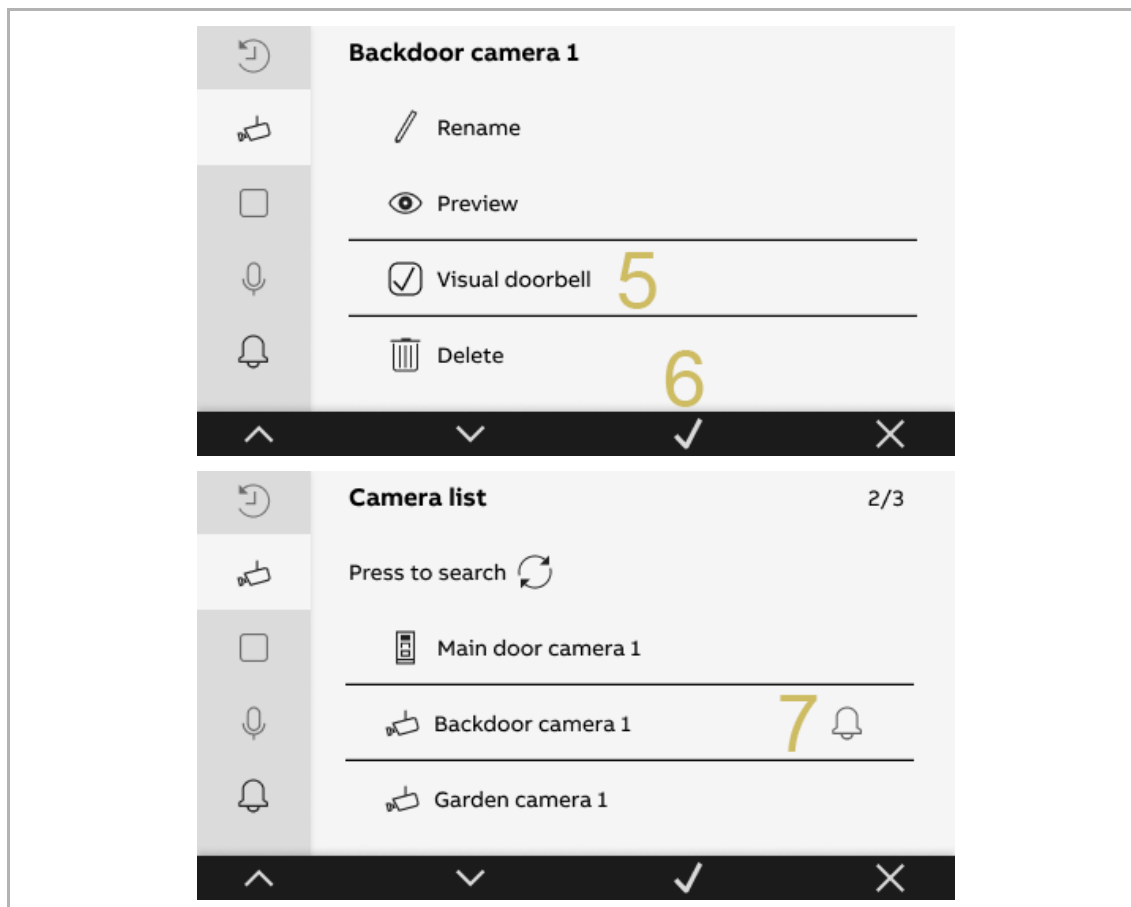 Backdoor camera 1
Rename
Preview
Visual doorbell 5
Delete
6
Camera list 2/3
Press to search
Main door camera 1
Backdoor camera 1 7
Garden camera 1